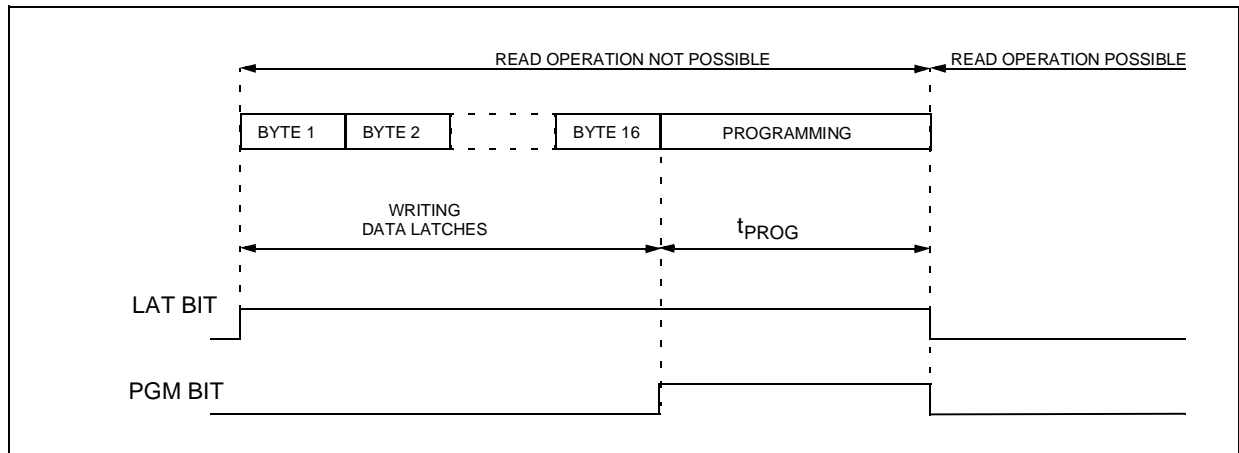 READ OPERATION NOT POSSIBLE
READ OPERATION POSSIBLE
BYTE 1
BYTE 2
BYTE 16
PROGRAMMING
WRITING
DATA LATCHES
tPROG
LAT BIT
PGM BIT